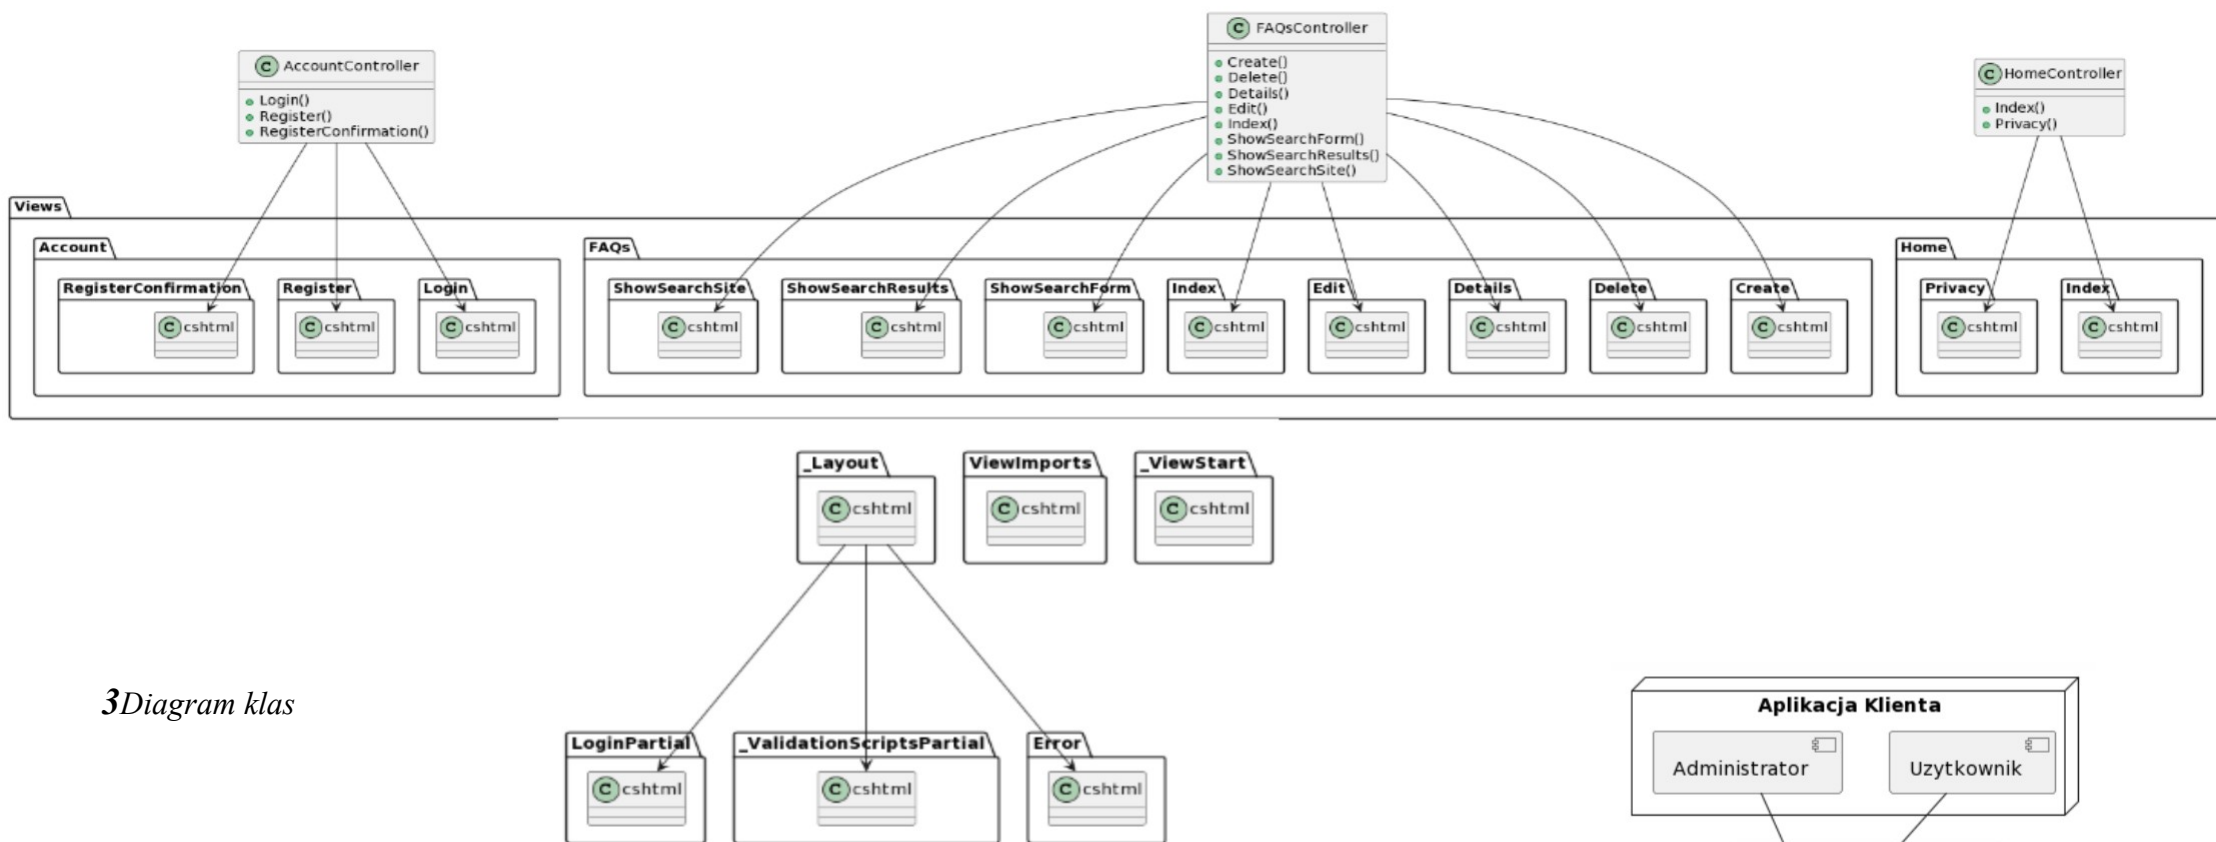 C AccountController
Login()
Register()
RegisterConfirmation()
C FAQsController
Create()
Delete()
Details()
Edit()
Index()
ShowSearchForm()
ShowSearchResults()
ShowSearchSite()
C HomeController
Index()
Privacy()
Views
Account
RegisterConfirmation
C cshtml
Register
C cshtml
Login
C cshtml
FAQs
ShowSearchSite
C cshtml
ShowSearchResults
C cshtml
ShowSearchForm
C cshtml
Index
C cshtml
Edit
C cshtml
Details
C cshtml
Delete
C cshtml
Create
C cshtml
Home
Privacy
C cshtml
Index
C cshtml
_Layout
C cshtml
ViewImports
C cshtml
_ViewStart
C cshtml
3Diagram klas
LoginPartial
C cshtml
_ValidationScriptsPartial
C cshtml
Error
C cshtml
Aplikacja Klienta
Administrator
Uzytkownik